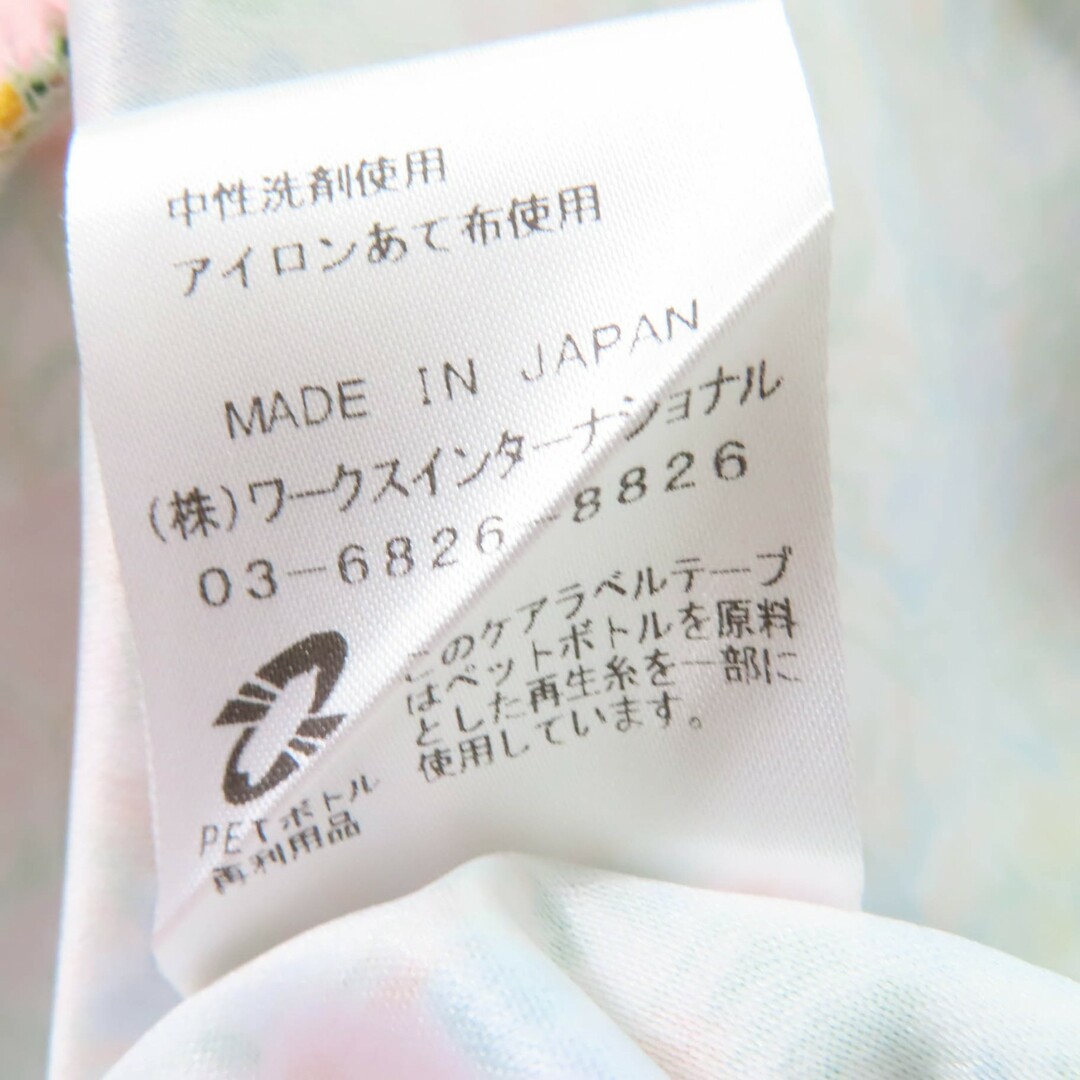 中性洗剤使用
アイロンあて布使用
MADE IN JAPAN
(株)ワークスインターナショナル
03-6826-8826
このケアラベルテープ
はペットボトルを原料
とした再生糸を一部に
使用しています。
PETボトル
再利用品